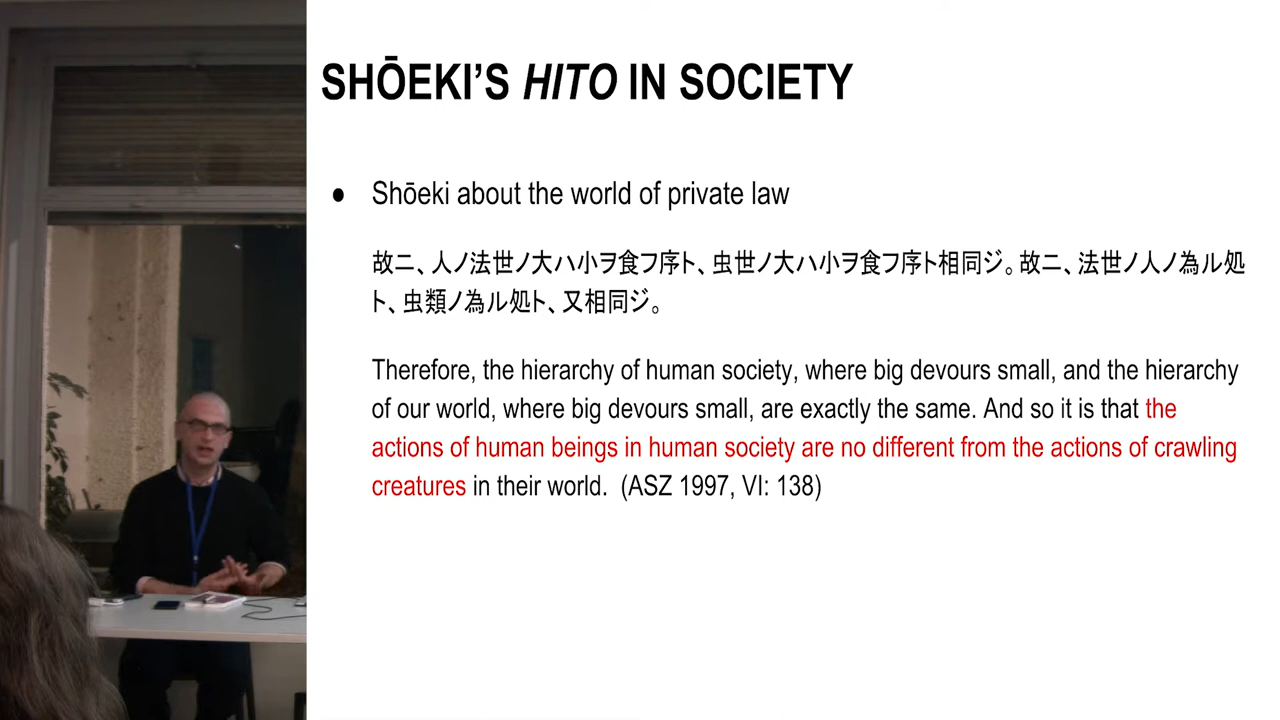 SHŌEKI'S HITO IN SOCIETY
● Shōeki about the world of private law
故ニ、人ノ法世ノ大ハ小ヲ食フ序ト、虫世ノ大ハ小ヲ食フ序ト相同ジ。故ニ、法世ノ人ノ為ル処
ト、虫類ノ為ル処ト、又相同ジ。
Therefore, the hierarchy of human society, where big devours small, and the hierarchy
of our world, where big devours small, are exactly the same. And so it is that the
actions of human beings in human society are no different from the actions of crawling
creatures in their world. (ASZ 1997, VI: 138)